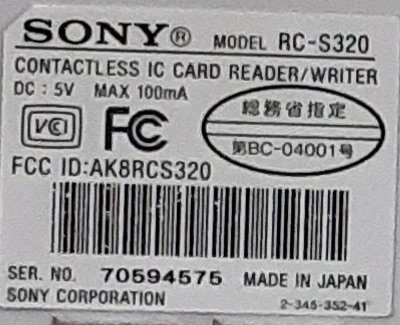 SONY® MODEL RC-S320
CONTACTLESS IC CARD READER/WRITER
DC : 5V MAX 100mA
VCI
FC
総務省指定
第BC-04001号
FCC ID:AK8RCS320
SER. NO. 70594575 MADE IN JAPAN
SONY CORPORATION 2-345-352-41